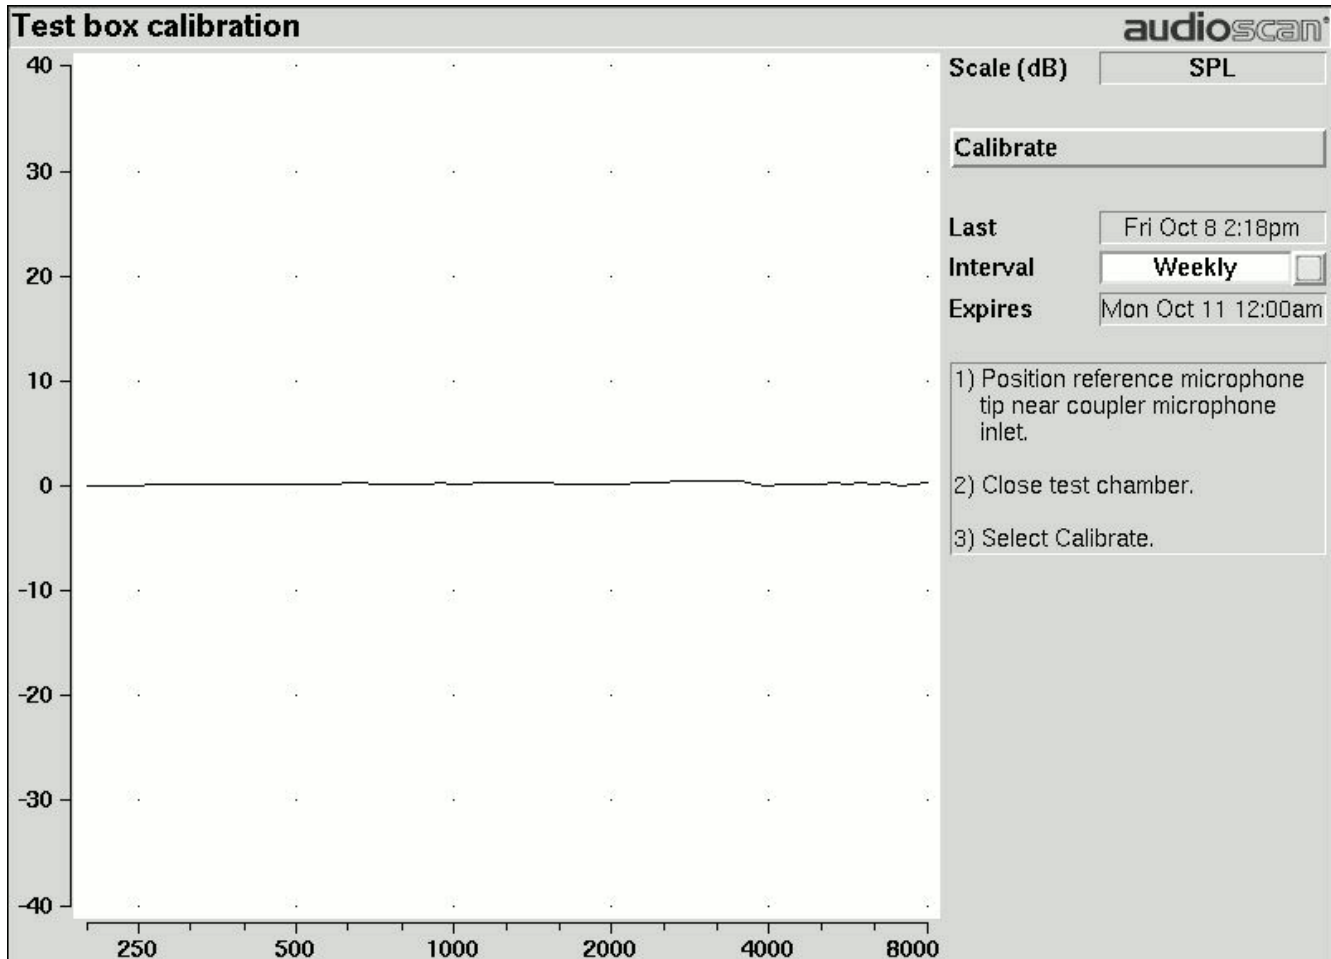 Test box calibration
audioscan
40
30
20
10
0
-10
-20
-30
-40
250 500 1000 2000 4000 8000
Scale (dB) SPL
Calibrate
Last Fri Oct 8 2:18pm
Interval Weekly
Expires Mon Oct 11 12:00am
1) Position reference microphone
tip near coupler microphone
inlet.
2) Close test chamber.
3) Select Calibrate.